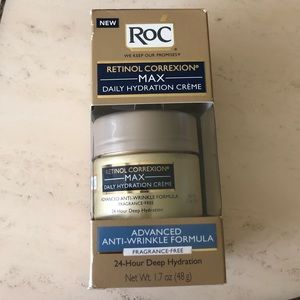 NEW
RoC
WE KEEP OUR PROMISES®
RETINOL CORREXION®
MAX
DAILY HYDRATION CRÈME
RETINOL CORREXION®
MAX
DAILY HYDRATION CRÈME
ADVANCED ANTI-WRINKLE FORMULA
FRAGRANCE-FREE
24-Hour Deep Hydration
ADVANCED
ANTI-WRINKLE FORMULA
FRAGRANCE-FREE
24-Hour Deep Hydration
Net Wt. 1.7 oz (48 g)